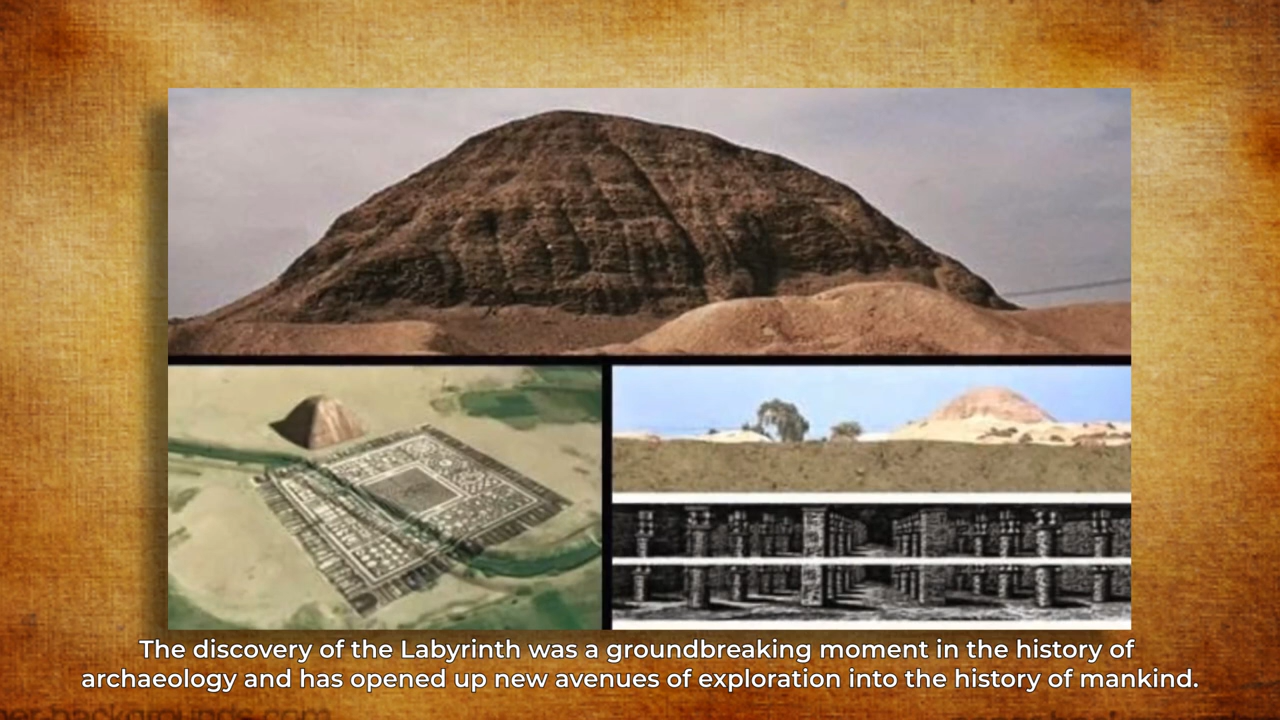 The discovery of the Labyrinth was a groundbreaking moment in the history of
archaeology and has opened up new avenues of exploration into the history of mankind.